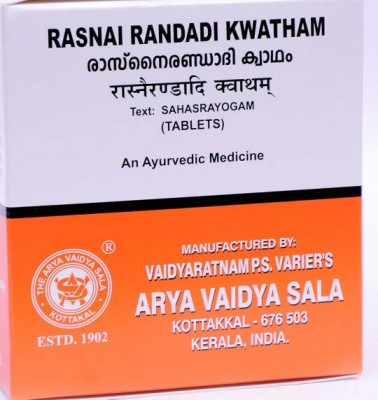 RASNAI RANDADI KWATHAM
രാസ്നൈരണ്ഡാദി ക്വാഥം
रास्नैरण्डादि क्वाथम्
Text: SAHASRAYOGAM
(TABLETS)
An Ayurvedic Medicine
THE ARYA VAIDYA SALA
KOTTAKKAL
®
ESTD. 1902
MANUFACTURED BY:
VAIDYARATNAM P.S. VARIER'S
ARYA VAIDYA SALA
KOTTAKKAL - 676 503
KERALA, INDIA.